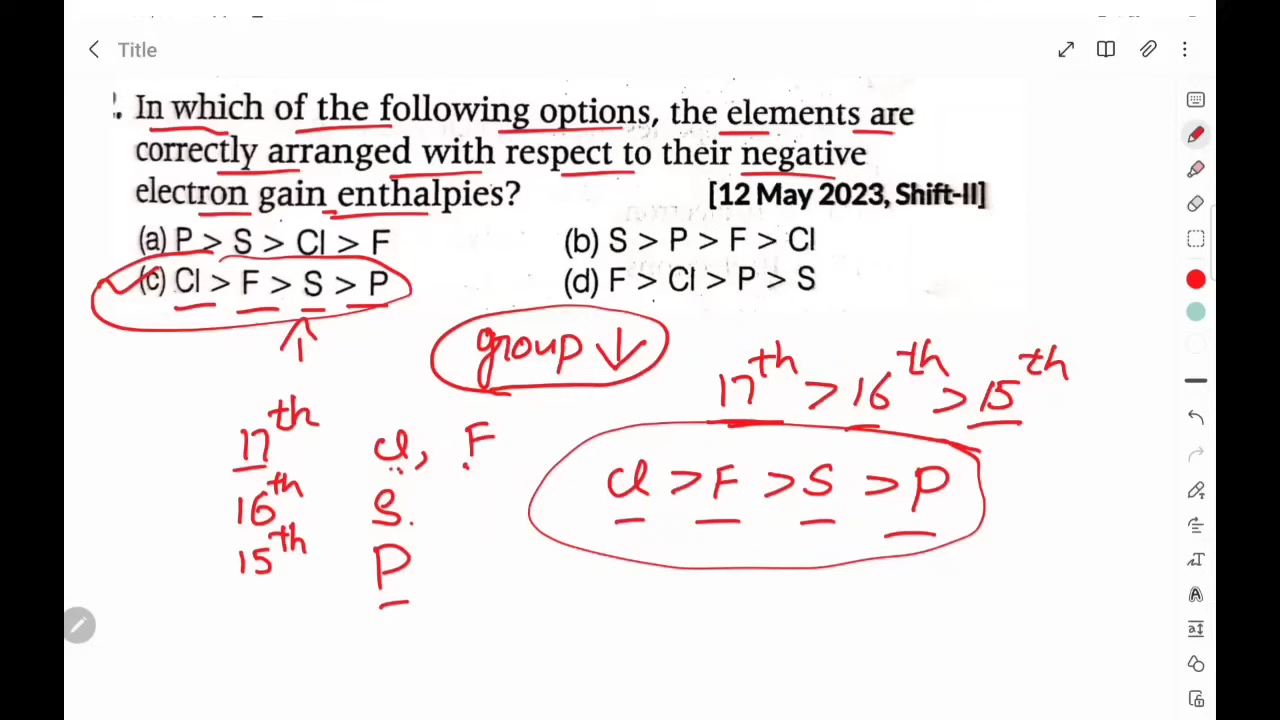 Title
. In which of the following options, the elements are
correctly arranged with respect to their negative
electron gain enthalpies? [12 May 2023, Shift-II]
(a) P > S > Cl > F (b) S > P > F > Cl
(c) Cl > F > S > P (d) F > Cl > P > S
group ↓
17th > 16th > 15th
17th Cl, F
16th S.
15th P
Cl > F > S > P